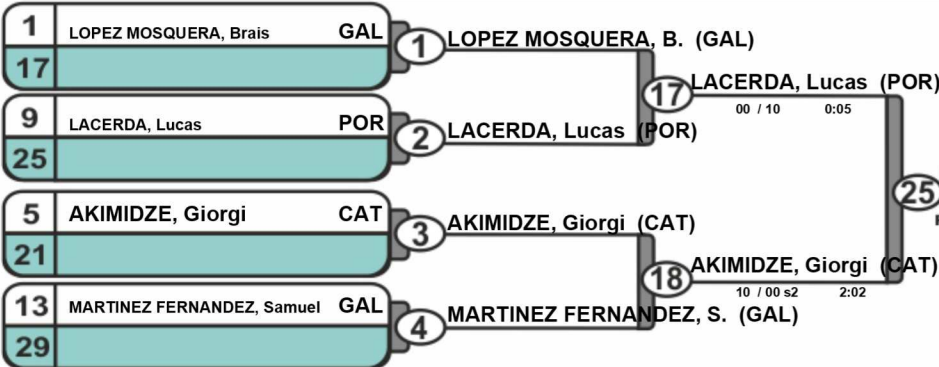 1 LOPEZ MOSQUERA, Brais GAL
17
1 LOPEZ MOSQUERA, B. (GAL)
17 LACERDA, Lucas (POR)
00 / 10 0:05
9 LACERDA, Lucas POR
25
2 LACERDA, Lucas (POR)
25
5 AKIMIDZE, Giorgi CAT
21
3 AKIMIDZE, Giorgi (CAT)
18 AKIMIDZE, Giorgi (CAT)
10 / 00 s2 2:02
13 MARTINEZ FERNANDEZ, Samuel GAL
29
4 MARTINEZ FERNANDEZ, S. (GAL)